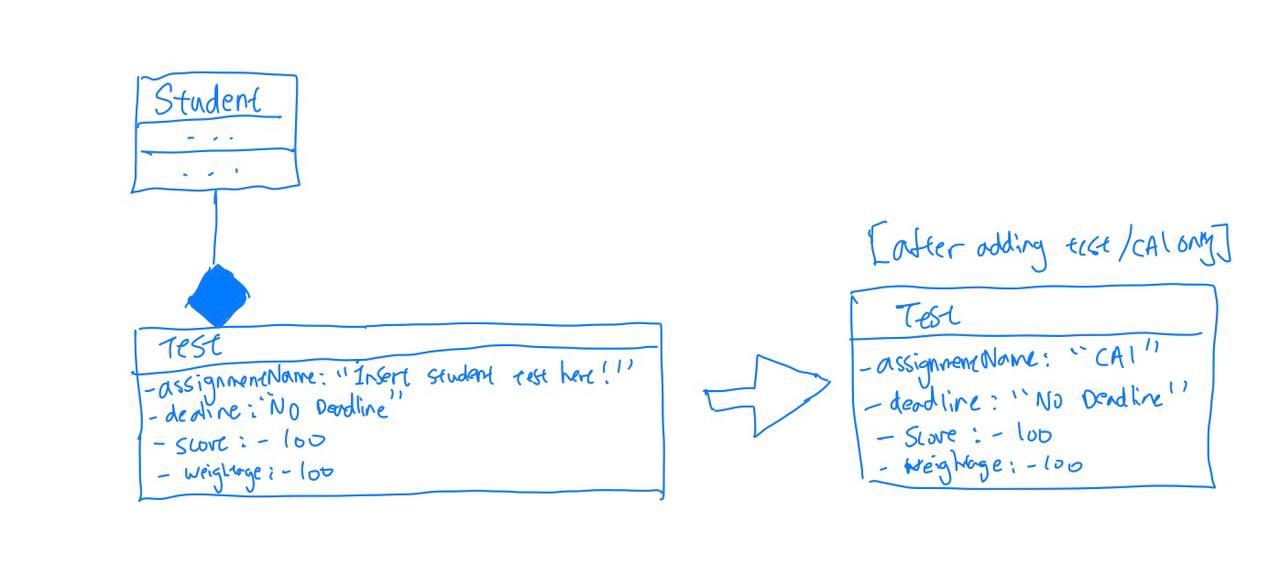 Student
- . .
. . .
Test
- assignmentName: "Insert student test here!"
- dealine: "No Deadline"
- score: - 100
- weightage: - 100
[after adding test/CA1 only]
Test
- assignmentName: "CA1"
- deadline: "No Deadline"
- Score: - 100
- weightage: - 100